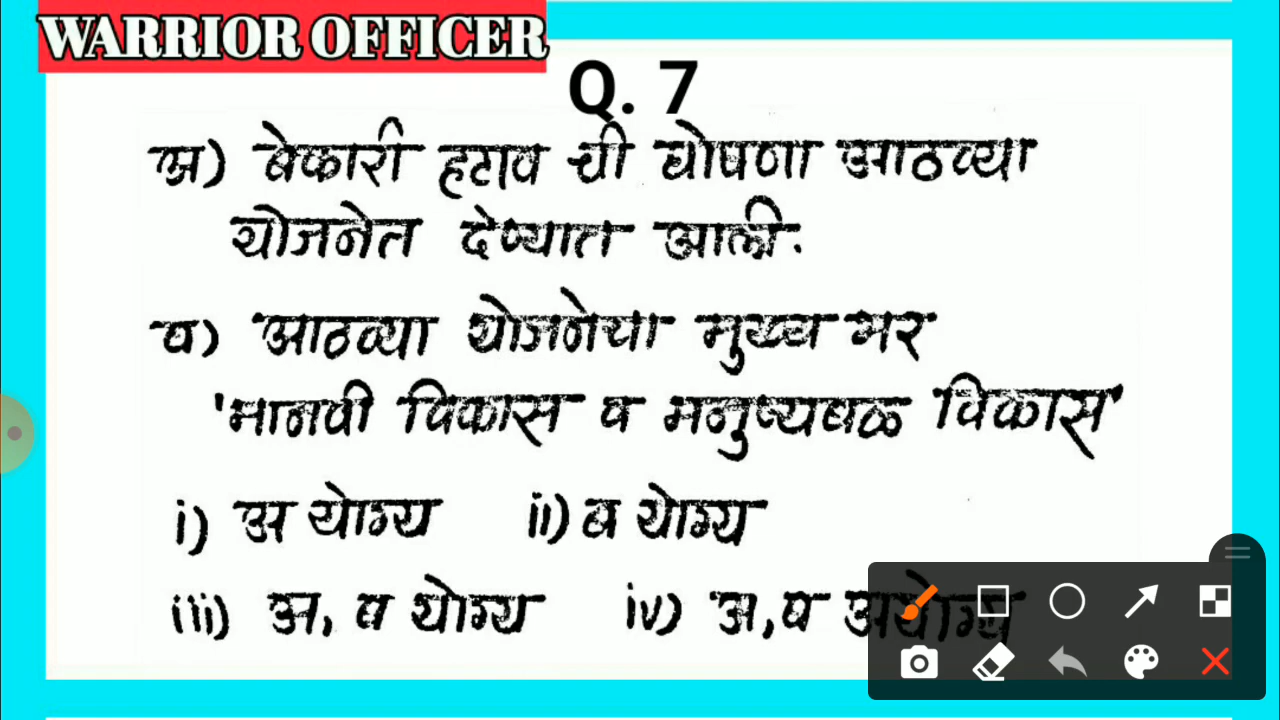 WARRIOR OFFICER
Q. 7
अ) बेकारी हटाव ची घोषणा आठव्या
योजनेत देण्यात आली.
ब) आठव्या योजनेचा मुख्य भर
'मानवी विकास व मनुष्यबळ विकास'
i) अ योग्य ii) ब योग्य
iii) अ, ब योग्य iv) अ,ब अयोग्य